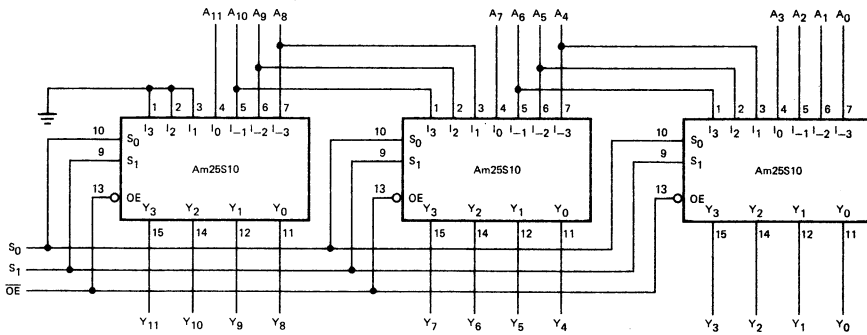 A11 A10 A9 A8 A7 A6 A5 A4 A3 A2 A1 A0
1 2 3 4 5 6 7 1 2 3 4 5 6 7 1 2 3 4 5 6 7
I3 I2 I1 I0 I-1 I-2 I-3 I3 I2 I1 I0 I-1 I-2 I-3 I3 I2 I1 I0 I-1 I-2 I-3
10 S0 10 S0 10 S0
9 S1 9 S1 9 S1
Am25S10 Am25S10 Am25S10
13 OE 13 OE 13 OE
Y3 Y2 Y1 Y0 Y3 Y2 Y1 Y0 Y3 Y2 Y1 Y0
15 14 12 11 15 14 12 11 15 14 12 11
S0
S1
OE
Y11 Y10 Y9 Y8 Y7 Y6 Y5 Y4 Y3 Y2 Y1 Y0